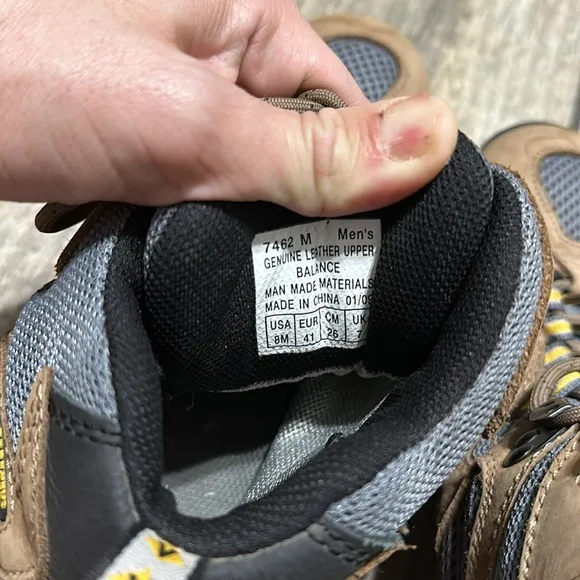 7462 M Men's
GENUINE LEATHER UPPER
BALANCE
MAN MADE MATERIALS
MADE IN CHINA 01/09
USA EUR CM UK
8M 41 26 7